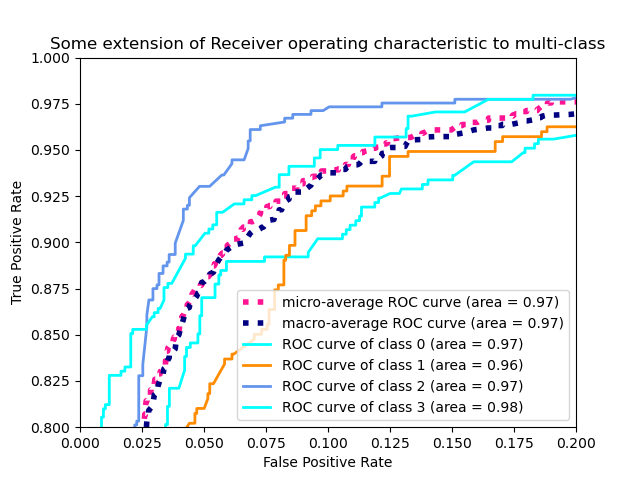 Some extension of Receiver operating characteristic to multi-class
True Positive Rate
1.000
0.975
0.950
0.925
0.900
0.875
0.850
0.825
0.800
micro-average ROC curve (area = 0.97)
macro-average ROC curve (area = 0.97)
ROC curve of class 0 (area = 0.97)
ROC curve of class 1 (area = 0.96)
ROC curve of class 2 (area = 0.97)
ROC curve of class 3 (area = 0.98)
0.000 0.025 0.050 0.075 0.100 0.125 0.150 0.175 0.200
False Positive Rate